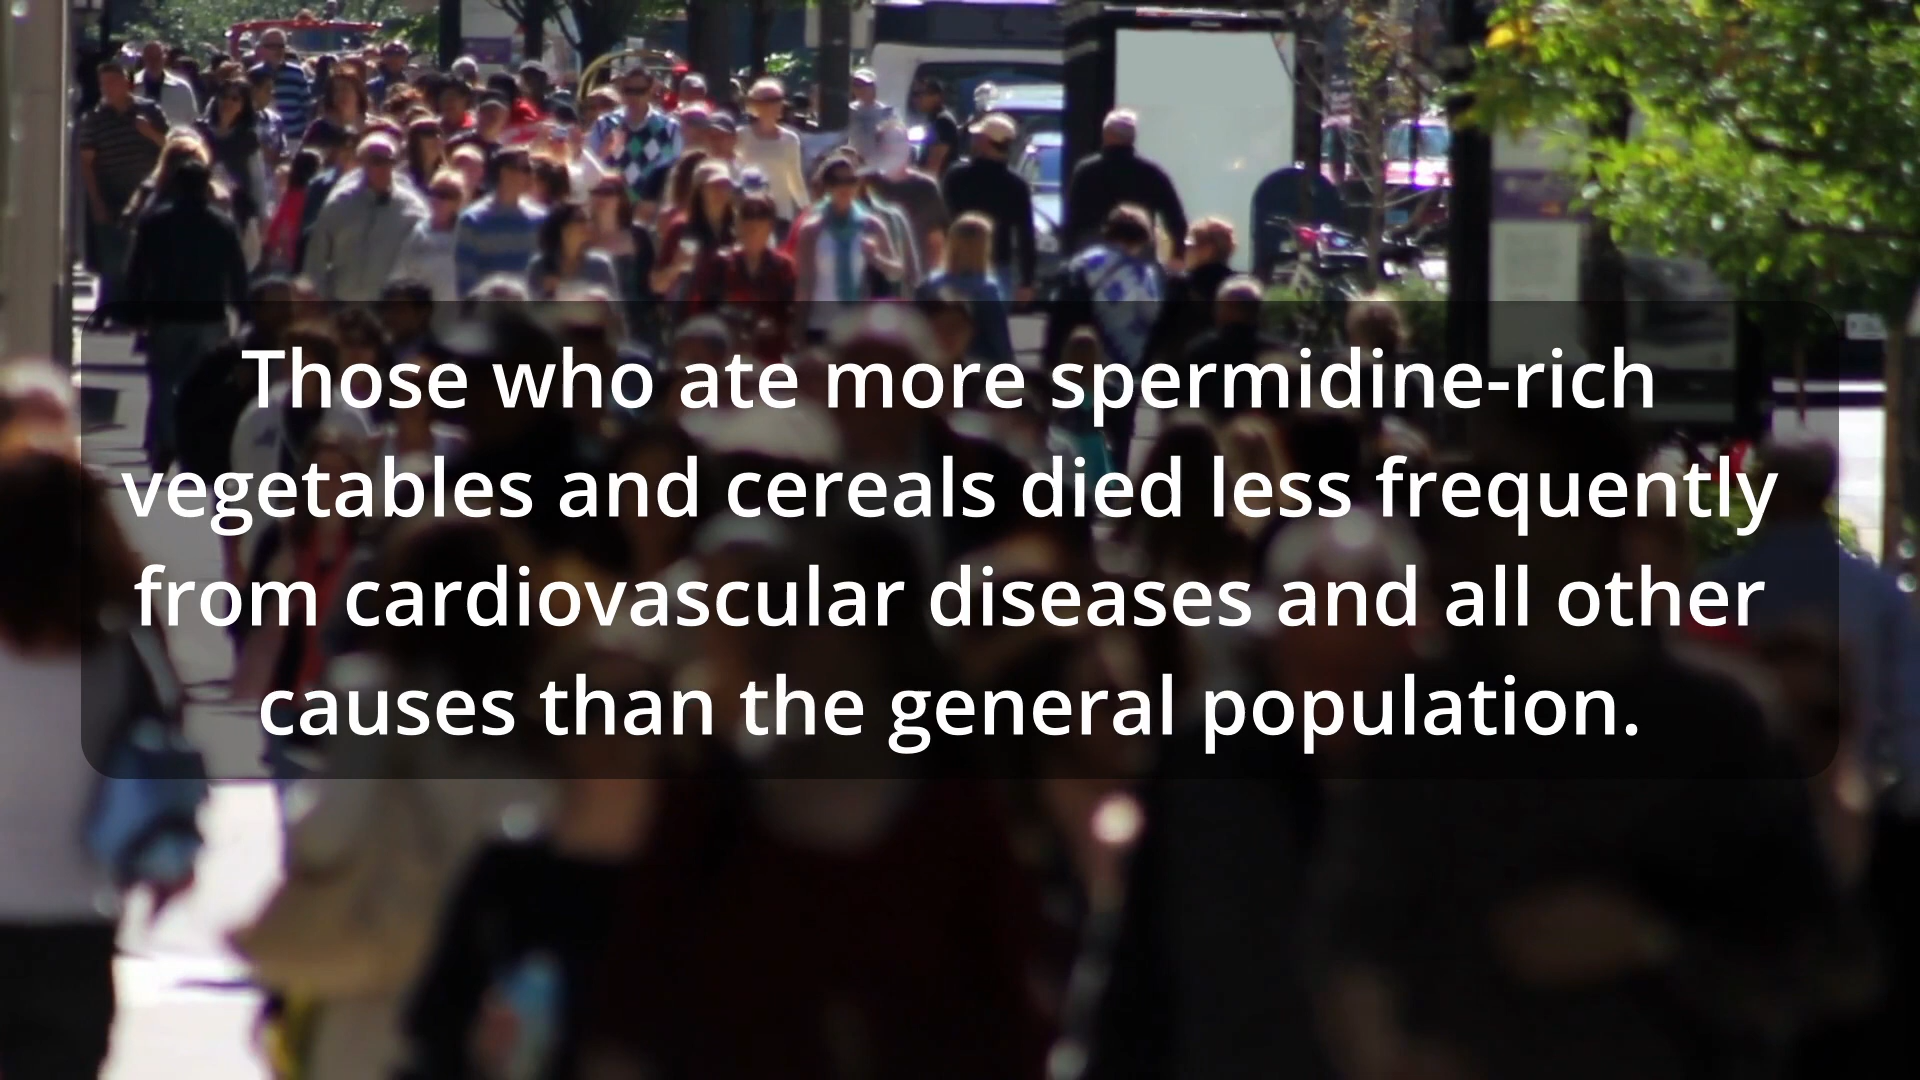 Those who ate more spermidine-rich
vegetables and cereals died less frequently
from cardiovascular diseases and all other
causes than the general population.